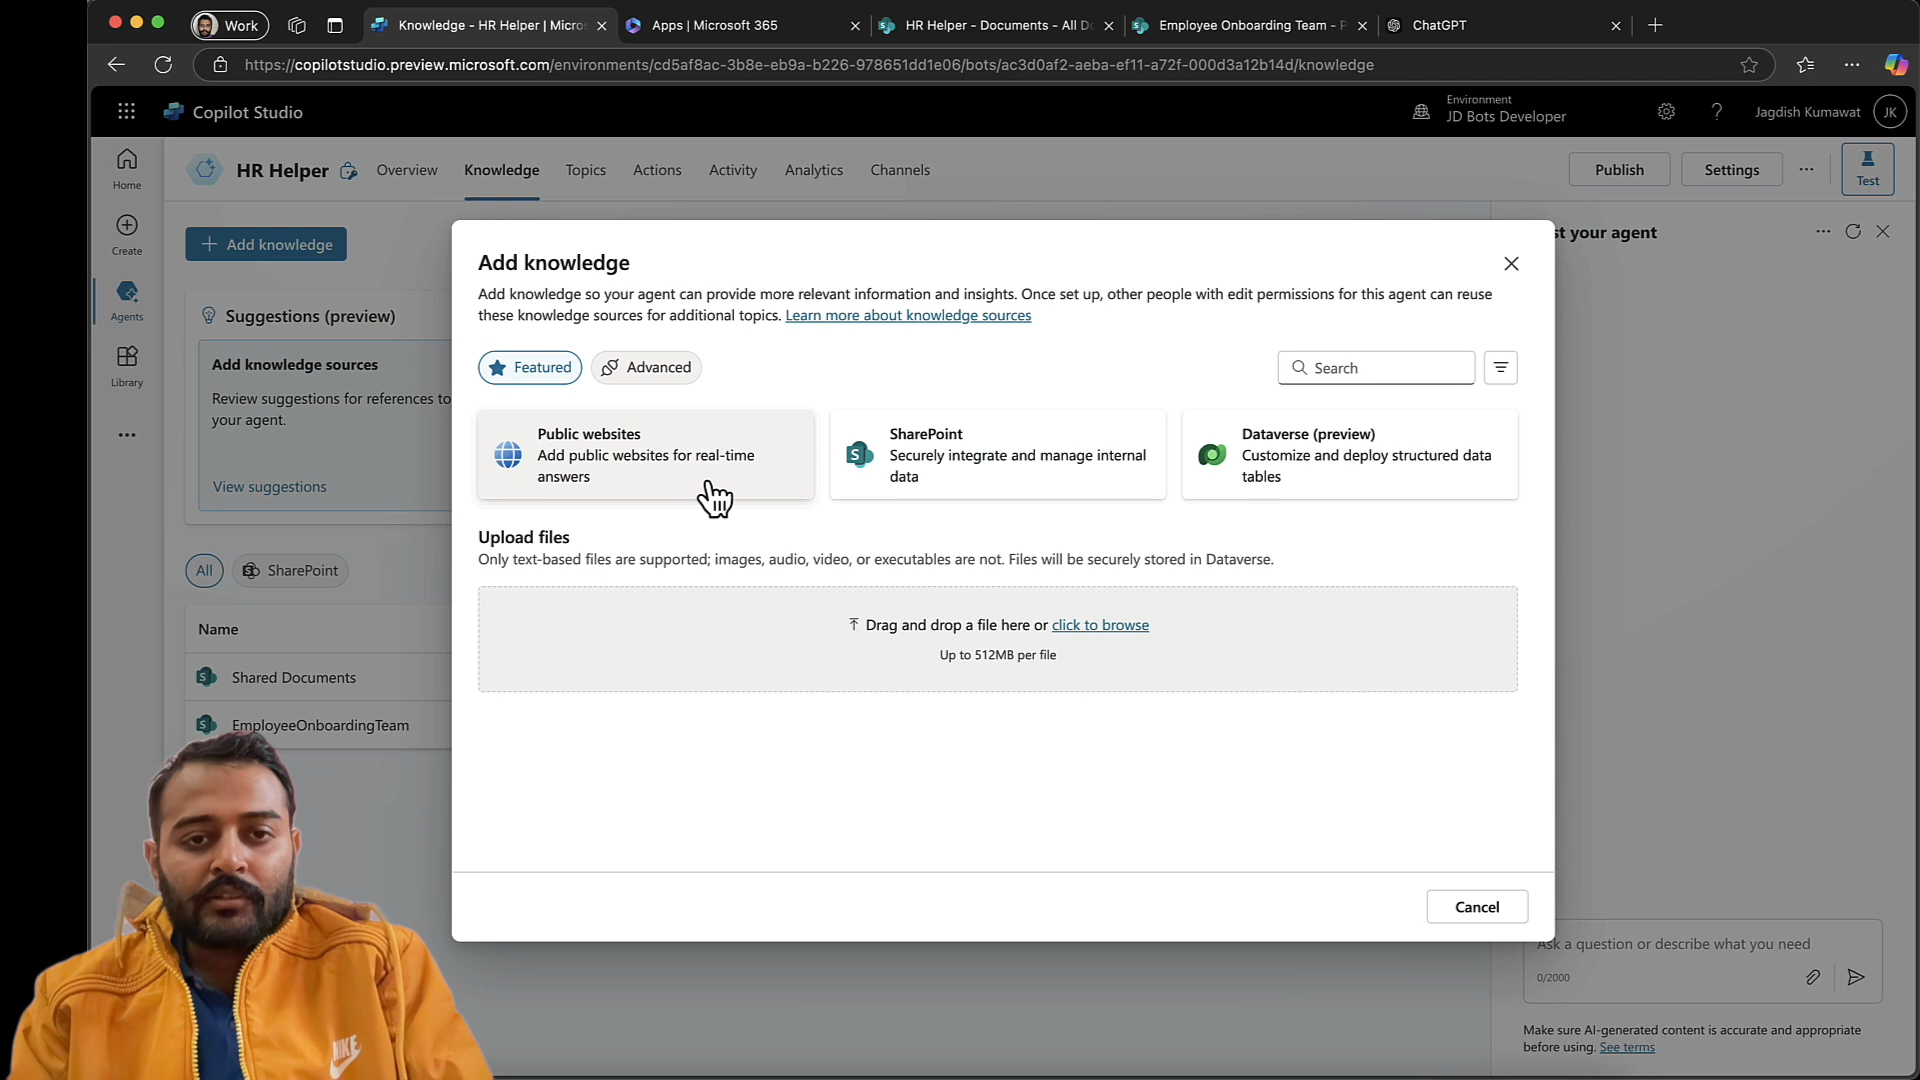 Work
Knowledge - HR Helper | Micros
Apps | Microsoft 365
HR Helper - Documents - All Do
Employee Onboarding Team - P
ChatGPT
https://copilotstudio.preview.microsoft.com/environments/cd5af8ac-3b8e-eb9a-b226-978651dd1e06/bots/ac3d0af2-aeba-ef11-a72f-000d3a12b14d/knowledge
Copilot Studio
Environment
JD Bots Developer
Jagdish Kumawat
JK
Home
Create
Agents
Library
HR Helper
Overview
Knowledge
Topics
Actions
Activity
Analytics
Channels
Publish
Settings
Test
Add knowledge
Suggestions (preview)
Add knowledge sources
Review suggestions for references to
your agent.
View suggestions
All
SharePoint
Name
Shared Documents
EmployeeOnboardingTeam
Add knowledge
Add knowledge so your agent can provide more relevant information and insights. Once set up, other people with edit permissions for this agent can reuse
these knowledge sources for additional topics. Learn more about knowledge sources
Featured
Advanced
Search
Public websites
Add public websites for real-time
answers
SharePoint
Securely integrate and manage internal
data
Dataverse (preview)
Customize and deploy structured data
tables
Upload files
Only text-based files are supported; images, audio, video, or executables are not. Files will be securely stored in Dataverse.
Drag and drop a file here or click to browse
Up to 512MB per file
Cancel
st your agent
Ask a question or describe what you need
0/2000
Make sure AI-generated content is accurate and appropriate
before using. See terms
NIKE